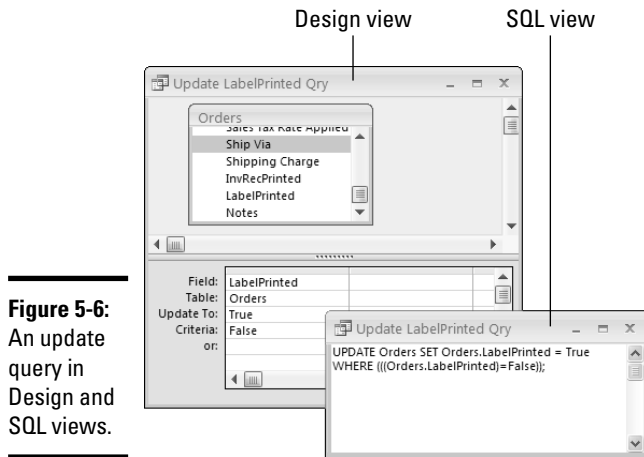 Design view
SQL view
Update LabelPrinted Qry
Orders
Sales Tax Rate Applied
Ship Via
Shipping Charge
InvRecPrinted
LabelPrinted
Notes
Field: LabelPrinted
Table: Orders
Update To: True
Criteria: False
or:
Update LabelPrinted Qry
UPDATE Orders SET Orders.LabelPrinted = True
WHERE (((Orders.LabelPrinted)=False));
Figure 5-6:
An update
query in
Design and
SQL views.